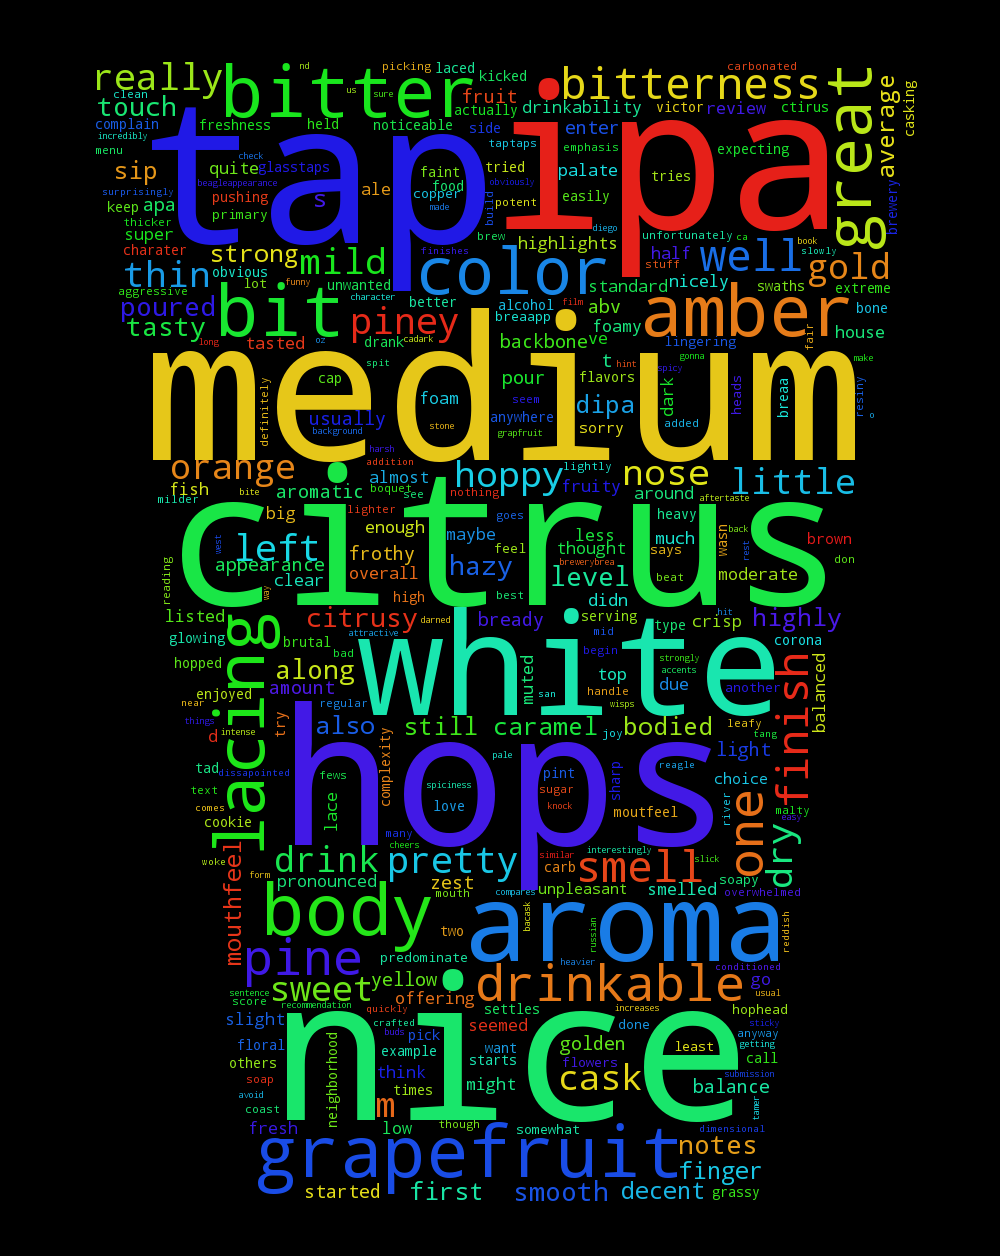 nd picking laced carbonated
really bitter kicked bitterness great
clean us sure fruit average
touch actually drinkability victor review ctirus casking
complain freshness held noticeable side enter
incredibly tap ipa
menu check taptaps emphasis expecting
sip quite glasstaps faint tried palate tries
beagleappearance food obviously
surprisingly pushing s ale copper potent easily
keep apa primary made build diego brewery
thicker
super brew highlights unfortunately ca book
charater strong mild finishes color half well slowly
thin obvious funny unwanted character stuff nicely gold
aggressive lot better alcohol film standard swaths extreme
poured bit piney breaapp abv amber bone
tasty tasted drank cadark backbone ve foamy lingering fair house
long oz spit t hint gonna make
medium
cap pour flavors spicy dark heads breaa resiny
definitely usually foam seem anywhere dipa added o
background stone grapfruit sorry
harsh
orange addition hoppy lightly nose little
fish bite aromatic almost boquet see nothing fruity around aftertaste
milder big lighter citrus heavy
left west enough maybe goes less much wasn back brown
appearance frothy feel thought says rest don
reading clear overall hazy brewerybrea level beat moderate
way high best didn
listed citrusy darned bready serving type crisp hit highly
glowing brutal attractive white mid corona
hopped lacing bad begin strongly
along muted top accents finish balanced
enjoyed amount san handle due another
near regular wisps
things try also still caramel joy bodied leafy
d intense hops tang
tad dissapointed complexity pale light
text fews spiciness pint sharp reagle choice
comes lace love sugar moutfeel river malty
cookie many knock one easy
woke drink cheers pretty similar interestingly smell slick dry
mouthfeel form pronounced zest carb soapy
mouth compares unpleasant smelled overwhelmed
body two bacask aroma russian reddish
pine predominate heavier conditioned
sentence sweet yellow drinkable go
score recommendation quickly offering settles increases usual
slight crafted seemed done hophead sticky
floral buds pick want golden anyway
others neighborhood example starts least getting
soap think nice flowers call
avoid times might cask balance submission
coast m tamer
fresh low though somewhat dimensional
grapefruit notes
started first smooth finger
decent grassy